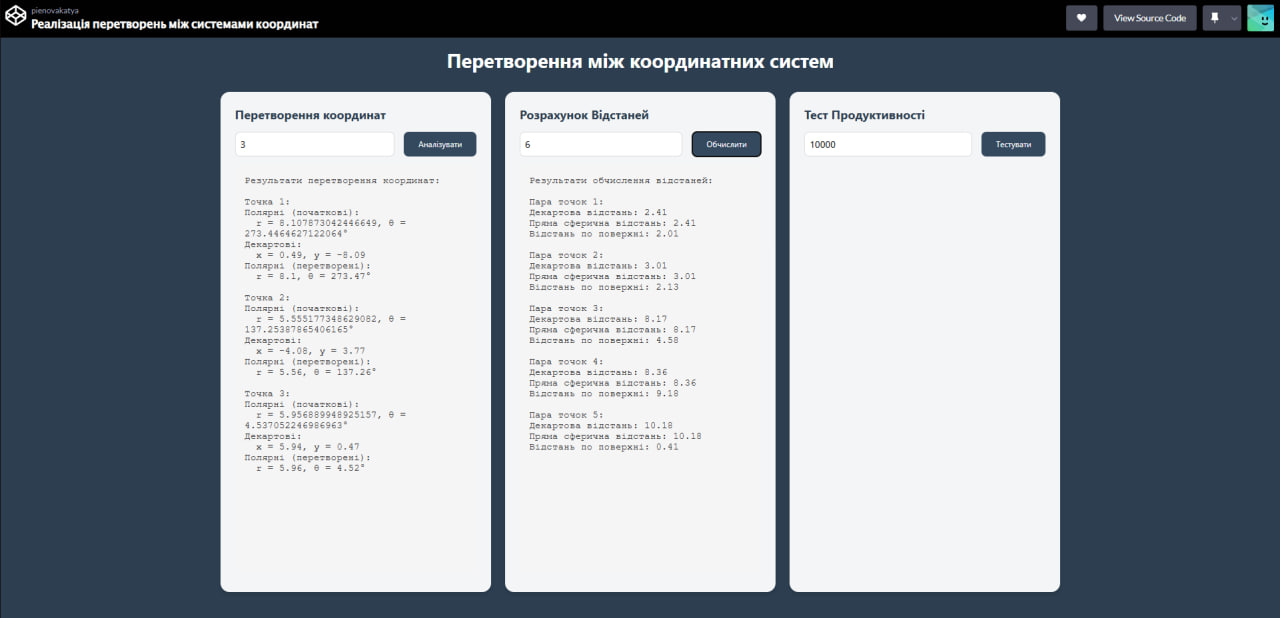 pienovakatya
Реалізація перетворень між системами координат
View Source Code
Перетворення між координатних систем
Перетворення координат
3
Аналізувати
Результати перетворення координат:
Точка 1:
Полярні (початкові):
r = 8.107873042446649, θ =
273.4464627122064°
Декартові:
x = 0.49, y = -8.09
Полярні (перетворені):
r = 8.1, θ = 273.47°
Точка 2:
Полярні (початкові):
r = 5.555177348629082, θ =
137.25387865406165°
Декартові:
x = -4.08, y = 3.77
Полярні (перетворені):
r = 5.56, θ = 137.26°
Точка 3:
Полярні (початкові):
r = 5.956889948925157, θ =
4.537052246986963°
Декартові:
x = 5.94, y = 0.47
Полярні (перетворені):
r = 5.96, θ = 4.52°
Розрахунок Відстаней
6
Обчислити
Результати обчислення відстаней:
Пара точок 1:
Декартова відстань: 2.41
Пряма сферична відстань: 2.41
Відстань по поверхні: 2.01
Пара точок 2:
Декартова відстань: 3.01
Пряма сферична відстань: 3.01
Відстань по поверхні: 2.13
Пара точок 3:
Декартова відстань: 8.17
Пряма сферична відстань: 8.17
Відстань по поверхні: 4.58
Пара точок 4:
Декартова відстань: 8.36
Пряма сферична відстань: 8.36
Відстань по поверхні: 9.18
Пара точок 5:
Декартова відстань: 10.18
Пряма сферична відстань: 10.18
Відстань по поверхні: 0.41
Тест Продуктивності
10000
Тестувати